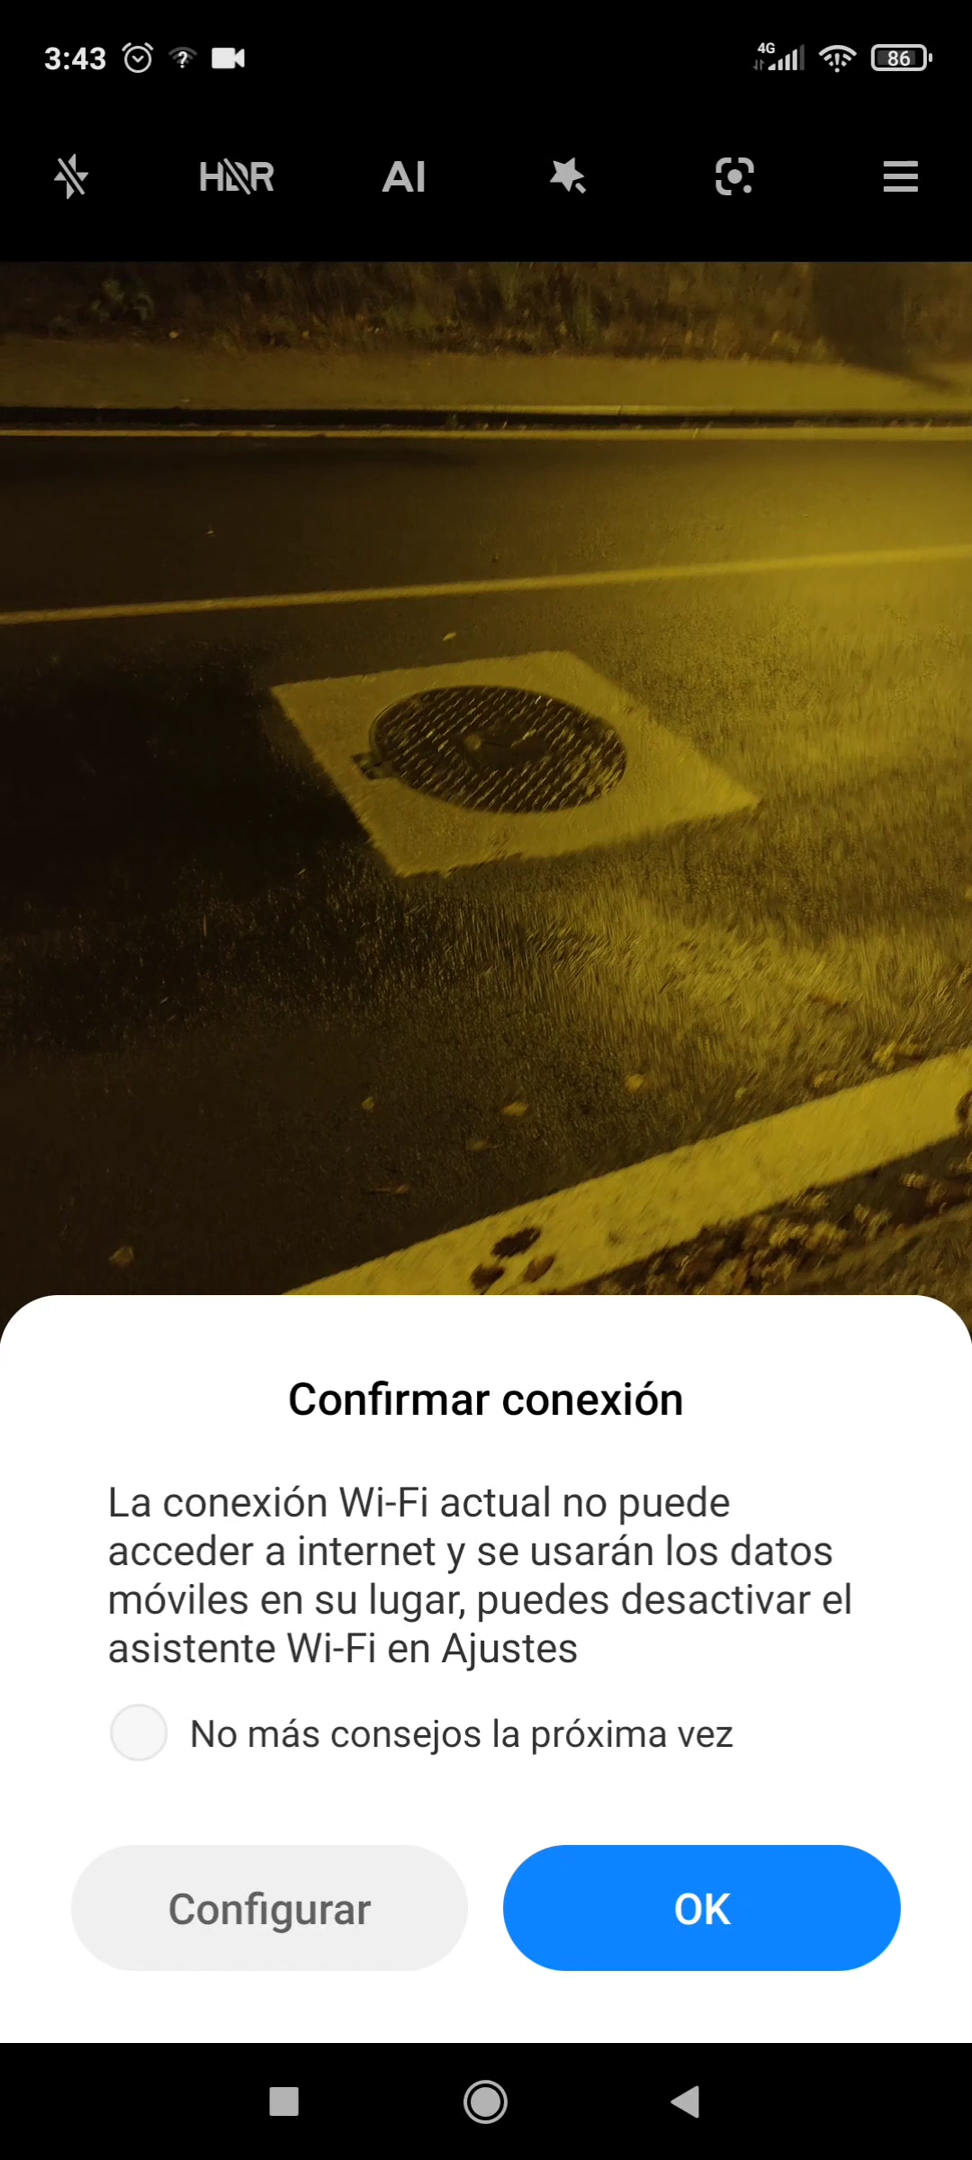 3:43
4G
86
HDR
AI
Confirmar conexión
La conexión Wi-Fi actual no puede
acceder a internet y se usarán los datos
móviles en su lugar, puedes desactivar el
asistente Wi-Fi en Ajustes
No más consejos la próxima vez
Configurar
OK